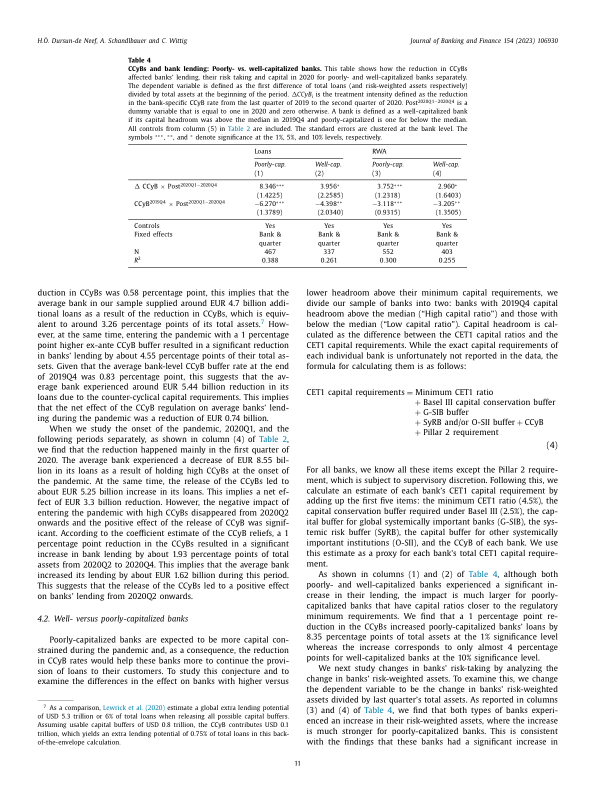 H.Ö. Dursun-de Neef, A. Schandlbauer and C. Wittig
Journal of Banking and Finance 154 (2023) 106930
Table 4
CCyBs and bank lending: Poorly- vs. well-capitalized banks. This table shows how the reduction in CCyBs
affected banks' lending, their risk taking and capital in 2020 for poorly- and well-capitalized banks separately.
The dependent variable is defined as the first difference of total loans (and risk-weighted assets respectively)
divided by total assets at the beginning of the period. ΔCCyBi is the treatment intensity defined as the reduction
in the bank-specific CCyB rate from the last quarter of 2019 to the second quarter of 2020. Post2020Q1−2020Q4 is a
dummy variable that is equal to one in 2020 and zero otherwise. A bank is defined as a well-capitalized bank
if its capital headroom was above the median in 2019Q4 and poorly-capitalized is one for below the median.
All controls from column (5) in Table 2 are included. The standard errors are clustered at the bank level. The
symbols ***, **, and * denote significance at the 1%, 5%, and 10% levels, respectively.
Loans RWA
Poorly-cap. Well-cap. Poorly-cap. Well-cap.
(1) (2) (3) (4)
Δ CCyB × Post2020Q1−2020Q4 8.346*** 3.956* 3.752*** 2.960*
(1.4225) (2.2585) (1.2318) (1.6403)
CCyB2019Q4 × Post2020Q1−2020Q4 −6.270*** −4.398** −3.118*** −3.205**
(1.3789) (2.0340) (0.9315) (1.3505)
Controls Yes Yes Yes Yes
Fixed effects Bank & Bank & Bank & Bank &
quarter quarter quarter quarter
N 467 337 552 403
R2 0.388 0.261 0.300 0.255
duction in CCyBs was 0.58 percentage point, this implies that the
average bank in our sample supplied around EUR 4.7 billion addi-
tional loans as a result of the reduction in CCyBs, which is equiv-
alent to around 3.26 percentage points of its total assets.7 How-
ever, at the same time, entering the pandemic with a 1 percentage
point higher ex-ante CCyB buffer resulted in a significant reduction
in banks' lending by about 4.55 percentage points of their total as-
sets. Given that the average bank-level CCyB buffer rate at the end
of 2019Q4 was 0.83 percentage point, this suggests that the av-
erage bank experienced around EUR 5.44 billion reduction in its
loans due to the counter-cyclical capital requirements. This implies
that the net effect of the CCyB regulation on average banks' lend-
ing during the pandemic was a reduction of EUR 0.74 billion.
When we study the onset of the pandemic, 2020Q1, and the
following periods separately, as shown in column (4) of Table 2,
we find that the reduction happened mainly in the first quarter of
2020. The average bank experienced a decrease of EUR 8.55 bil-
lion in its loans as a result of holding high CCyBs at the onset of
the pandemic. At the same time, the release of the CCyBs led to
about EUR 5.25 billion increase in its loans. This implies a net ef-
fect of EUR 3.3 billion reduction. However, the negative impact of
entering the pandemic with high CCyBs disappeared from 2020Q2
onwards and the positive effect of the release of CCyB was signif-
icant. According to the coefficient estimate of the CCyB reliefs, a 1
percentage point reduction in the CCyBs resulted in a significant
increase in bank lending by about 1.93 percentage points of total
assets from 2020Q2 to 2020Q4. This implies that the average bank
increased its lending by about EUR 1.62 billion during this period.
This suggests that the release of the CCyBs led to a positive effect
on banks' lending from 2020Q2 onwards.
4.2. Well- versus poorly-capitalized banks
Poorly-capitalized banks are expected to be more capital con-
strained during the pandemic and, as a consequence, the reduction
in CCyB rates would help these banks more to continue the provi-
sion of loans to their customers. To study this conjecture and to
examine the differences in the effect on banks with higher versus
7 As a comparison, Lewrick et al. (2020) estimate a global extra lending potential
of USD 5.3 trillion or 6% of total loans when releasing all possible capital buffers.
Assuming usable capital buffers of USD 0.8 trillion, the CCyB contributes USD 0.1
trillion, which yields an extra lending potential of 0.75% of total loans in this back-
of-the-envelope calculation.
lower headroom above their minimum capital requirements, we
divide our sample of banks into two: banks with 2019Q4 capital
headroom above the median ("High capital ratio") and those with
below the median ("Low capital ratio"). Capital headroom is cal-
culated as the difference between the CET1 capital ratios and the
CET1 capital requirements. While the exact capital requirements of
each individual bank is unfortunately not reported in the data, the
formula for calculating them is as follows:
CET1 capital requirements = Minimum CET1 ratio
+ Basel III capital conservation buffer
+ G-SIB buffer
+ SyRB and/or O-SII buffer + CCyB
+ Pillar 2 requirement
(4)
For all banks, we know all these items except the Pillar 2 require-
ment, which is subject to supervisory discretion. Following this, we
calculate an estimate of each bank's CET1 capital requirement by
adding up the first five items: the minimum CET1 ratio (4.5%), the
capital conservation buffer required under Basel III (2.5%), the cap-
ital buffer for global systemically important banks (G-SIB), the sys-
temic risk buffer (SyRB), the capital buffer for other systemically
important institutions (O-SII), and the CCyB of each bank. We use
this estimate as a proxy for each bank's total CET1 capital require-
ment.
As shown in columns (1) and (2) of Table 4, although both
poorly- and well-capitalized banks experienced a significant in-
crease in their lending, the impact is much larger for poorly-
capitalized banks that have capital ratios closer to the regulatory
minimum requirements. We find that a 1 percentage point re-
duction in the CCyBs increased poorly-capitalized banks' loans by
8.35 percentage points of total assets at the 1% significance level
whereas the increase corresponds to only almost 4 percentage
points for well-capitalized banks at the 10% significance level.
We next study changes in banks' risk-taking by analyzing the
change in banks' risk-weighted assets. To examine this, we change
the dependent variable to be the change in banks' risk-weighted
assets divided by last quarter's total assets. As reported in columns
(3) and (4) of Table 4, we find that both types of banks experi-
enced an increase in their risk-weighted assets, where the increase
is much stronger for poorly-capitalized banks. This is consistent
with the findings that these banks had a significant increase in
11